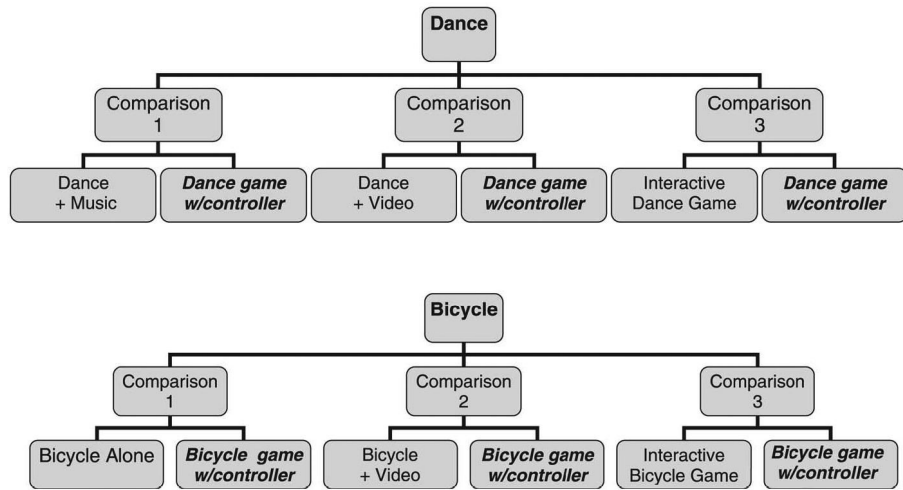 Dance
Comparison
1
Comparison
2
Comparison
3
Dance
+ Music
Dance game
w/controller
Dance
+ Video
Dance game
w/controller
Interactive
Dance Game
Dance game
w/controller
Bicycle
Comparison
1
Comparison
2
Comparison
3
Bicycle Alone
Bicycle game
w/controller
Bicycle
+ Video
Bicycle game
w/controller
Interactive
Bicycle Game
Bicycle game
w/controller